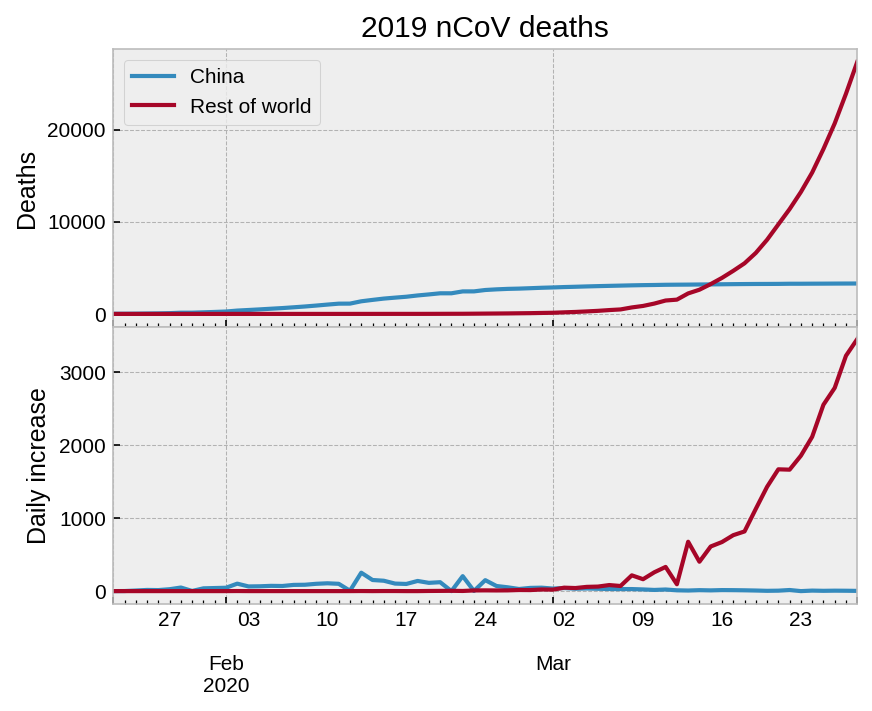 2019 nCoV deaths
China
Rest of world
Deaths
20000
10000
0
Daily increase
3000
2000
1000
0
27 03 10 17 24 02 09 16 23
Feb Mar
2020